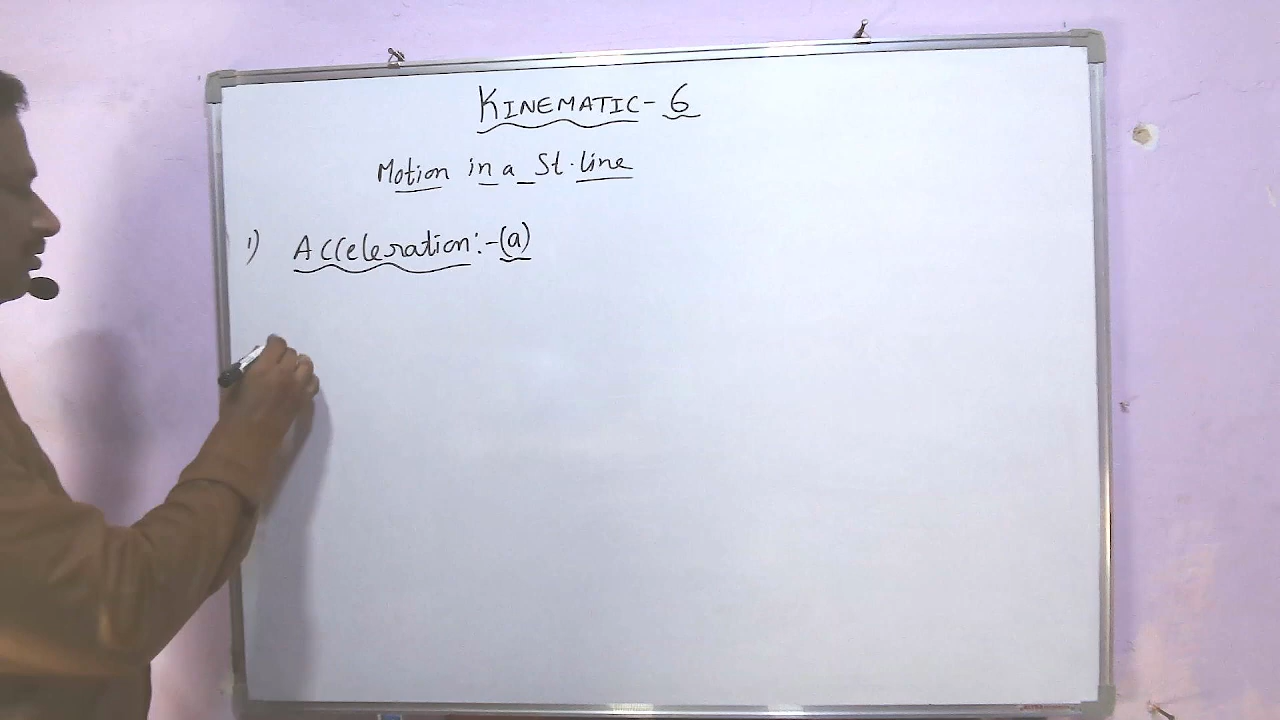 KINEMATIC - 6
Motion in a St. line
1) Acceleration :- (a)